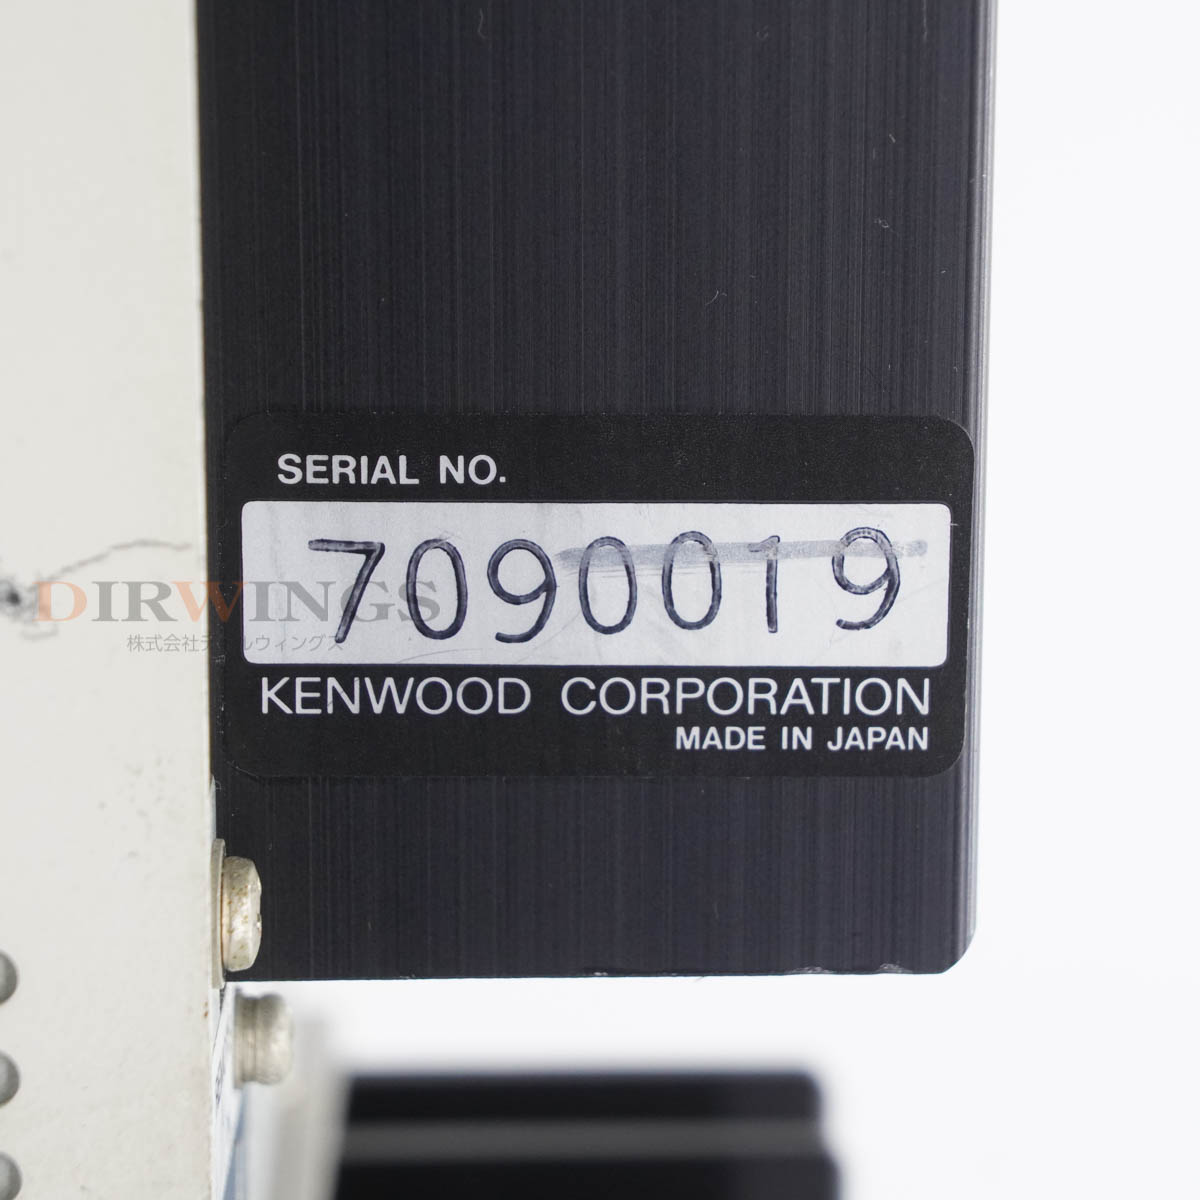 SERIAL NO.
7090019
DIRWINGS
株式会社ディールウィングス
KENWOOD CORPORATION
MADE IN JAPAN